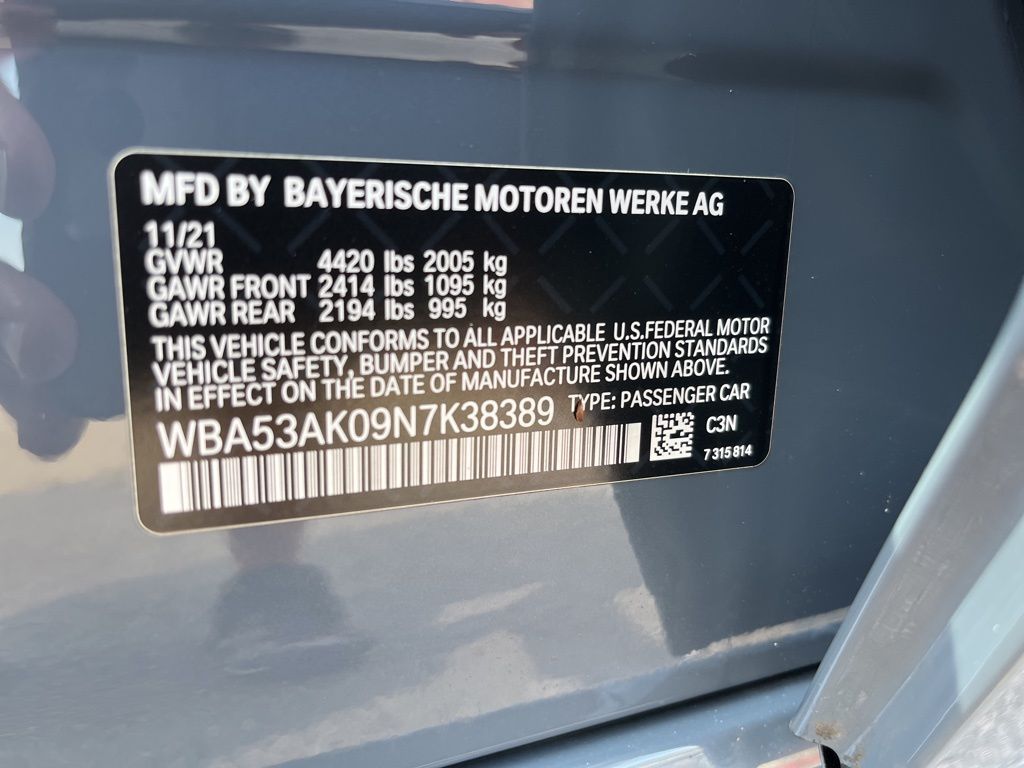 MFD BY BAYERISCHE MOTOREN WERKE AG
11/21
GVWR 4420 lbs 2005 kg
GAWR FRONT 2414 lbs 1095 kg
GAWR REAR 2194 lbs 995 kg
THIS VEHICLE CONFORMS TO ALL APPLICABLE U.S.FEDERAL MOTOR
VEHICLE SAFETY, BUMPER AND THEFT PREVENTION STANDARDS
IN EFFECT ON THE DATE OF MANUFACTURE SHOWN ABOVE.
WBA53AK09N7K38389 TYPE: PASSENGER CAR
C3N
7 315 814